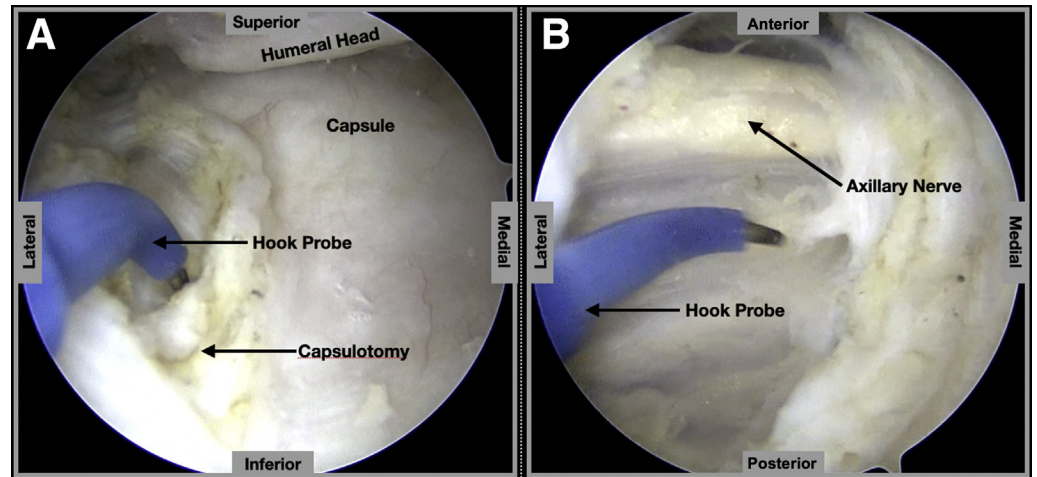 A
Superior
Humeral Head
Capsule
Lateral
Hook Probe
Medial
Capsulotomy
Inferior
B
Anterior
Axillary Nerve
Lateral
Medial
Hook Probe
Posterior